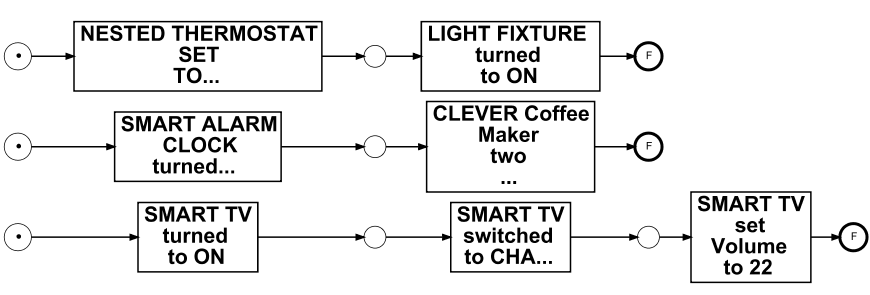 NESTED THERMOSTAT
SET
TO...
LIGHT FIXTURE
turned
to ON
F
SMART ALARM
CLOCK
turned...
CLEVER Coffee
Maker
two
...
F
SMART TV
turned
to ON
SMART TV
switched
to CHA...
SMART TV
set
Volume
to 22
F